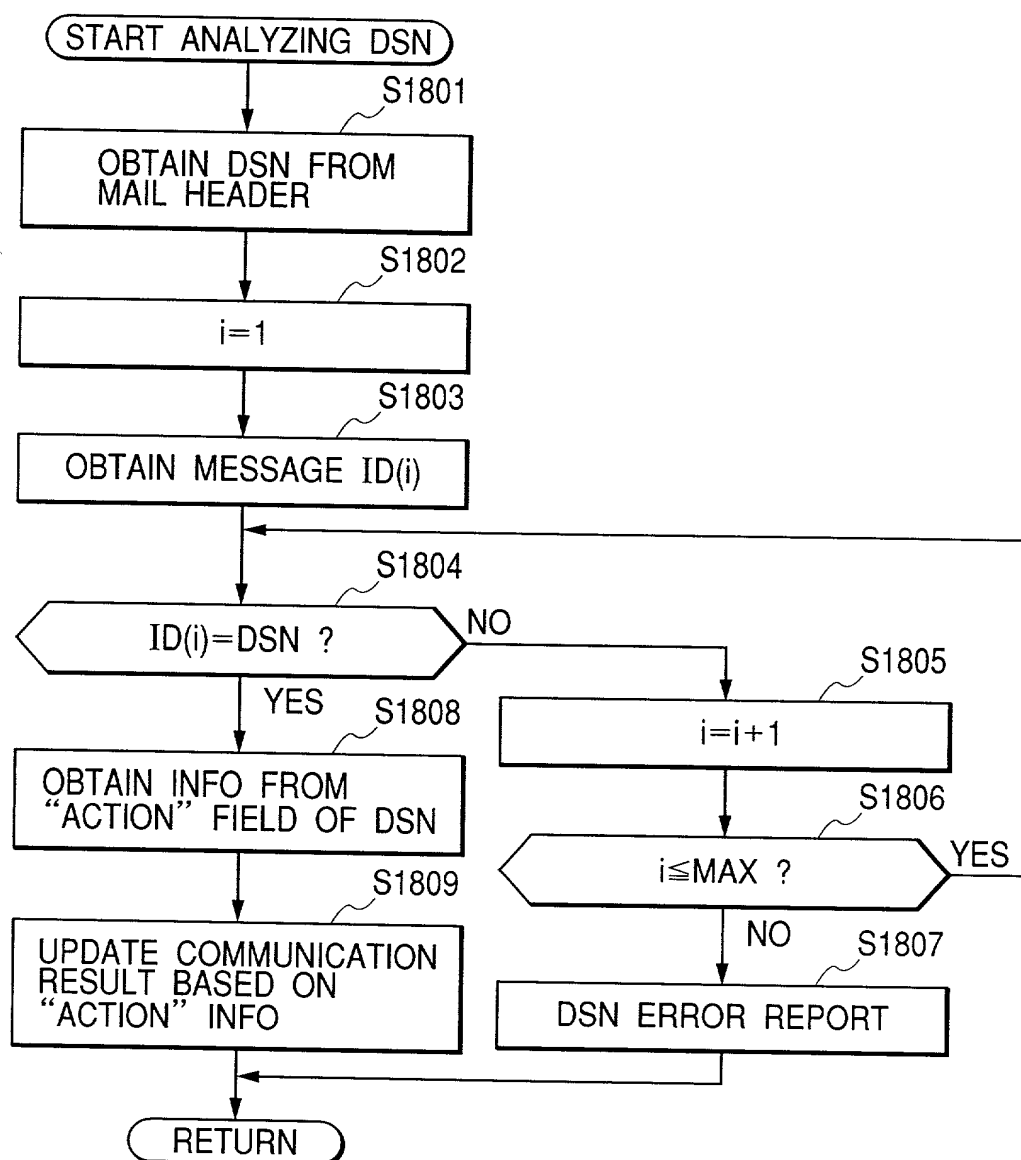 START ANALYZING DSN
S1801
OBTAIN DSN FROM
MAIL HEADER
S1802
i=1
S1803
OBTAIN MESSAGE ID(i)
S1804
ID(i)=DSN ?
NO
YES
S1805
i=i+1
S1806
i≦MAX ?
YES
NO
S1807
DSN ERROR REPORT
S1808
OBTAIN INFO FROM
“ACTION” FIELD OF DSN
S1809
UPDATE COMMUNICATION
RESULT BASED ON
“ACTION” INFO
RETURN